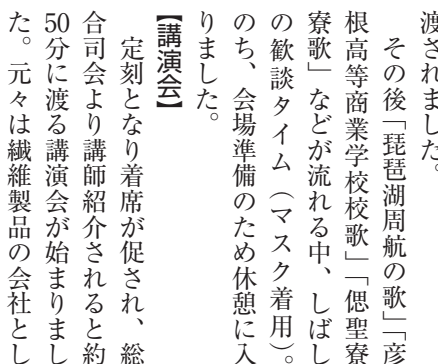 渡されました。
その後「琵琶湖周航の歌」「彦
根高等商業学校校歌」「偲聖寮
寮歌」などが流れる中、しばし
の歓談タイム（マスク着用）。
のち、会場準備のため休憩に入
りました。
【講演会】
定刻となり着席が促され、総
合司会より講師紹介されると約
50分に渡る講演会が始まりまし
た。元々は繊維製品の会社とし